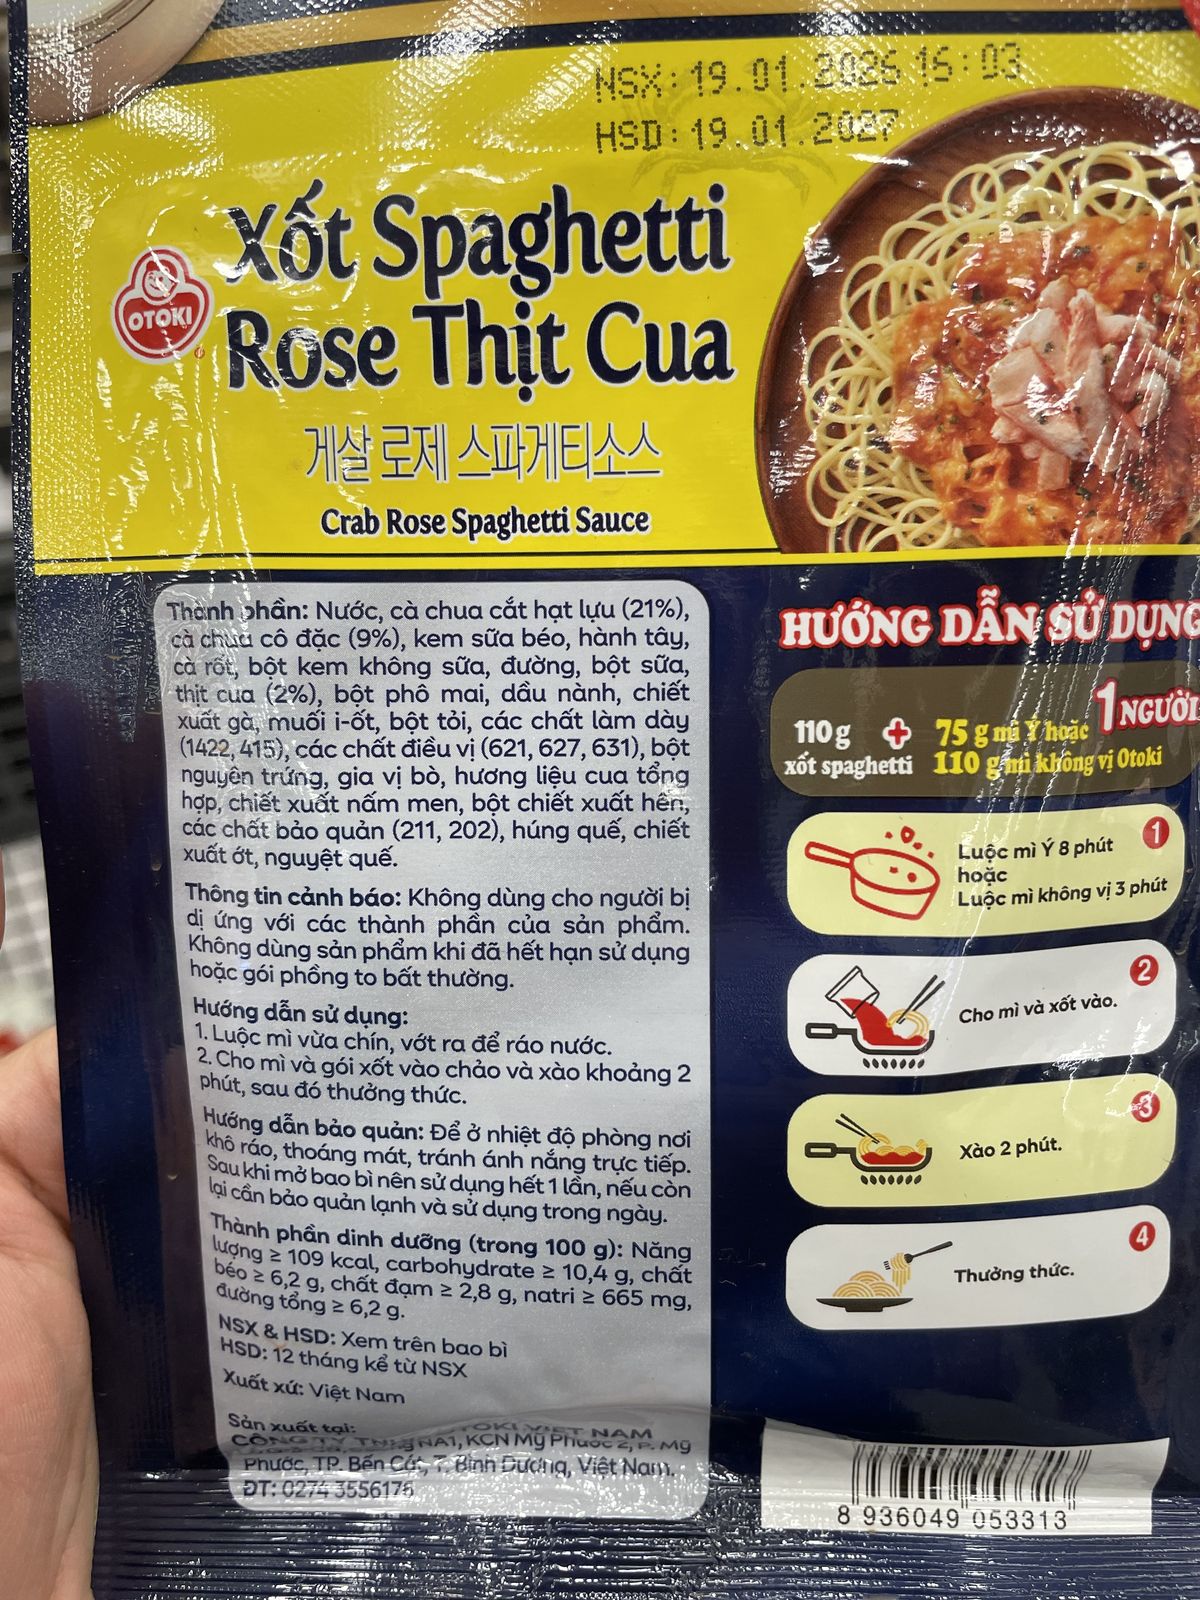 NSX: 19.01.2026 15:03
HSD: 19.01.2027
OTOKI
Xốt Spaghetti
Rose Thịt Cua
게살 로제 스파게티소스
Crab Rose Spaghetti Sauce
Thành phần: Nước, cà chua cắt hạt lựu (21%),
cà chua cô đặc (9%), kem sữa béo, hành tây,
cà rốt, bột kem không sữa, đường, bột sữa,
thịt cua (2%), bột phô mai, dầu nành, chiết
xuất gà, muối i-ốt, bột tỏi, các chất làm dày
(1422, 415), các chất điều vị (621, 627, 631), bột
nguyên trứng, gia vị bò, hương liệu cua tổng
hợp, chiết xuất nấm men, bột chiết xuất hến,
các chất bảo quản (211, 202), húng quế, chiết
xuất ớt, nguyệt quế.
Thông tin cảnh báo: Không dùng cho người bị
dị ứng với các thành phần của sản phẩm.
Không dùng sản phẩm khi đã hết hạn sử dụng
hoặc gói phồng to bất thường.
Hướng dẫn sử dụng:
1. Luộc mì vừa chín, vớt ra để ráo nước.
2. Cho mì và gói xốt vào chảo và xào khoảng 2
phút, sau đó thưởng thức.
Hướng dẫn bảo quản: Để ở nhiệt độ phòng nơi
khô ráo, thoáng mát, tránh ánh nắng trực tiếp.
Sau khi mở bao bì nên sử dụng hết 1 lần, nếu còn
lại cần bảo quản lạnh và sử dụng trong ngày.
Thành phần dinh dưỡng (trong 100 g): Năng
lượng ≥ 109 kcal, carbohydrate ≥ 10,4 g, chất
béo ≥ 6,2 g, chất đạm ≥ 2,8 g, natri ≥ 665 mg,
đường tổng ≥ 6,2 g.
NSX & HSD: Xem trên bao bì
HSD: 12 tháng kể từ NSX
Xuất xứ: Việt Nam
Sản xuất tại:
CÔNG TY VIET NAM
NA1, KCN Mỹ Phước 2, P. Mỹ
Phước, TP. Bến Cát, T. Bình Dương, Việt Nam.
ĐT: 0274 3556176
HƯỚNG DẪN SỬ DỤNG
1 NGƯỜI
110 g + 75 g mì Ý hoặc
xốt spaghetti 110 g mì không vị Otoki
1
Luộc mì Ý 8 phút
hoặc
Luộc mì không vị 3 phút
2
Cho mì và xốt vào.
3
Xào 2 phút.
4
Thưởng thức.
8 936049 053313